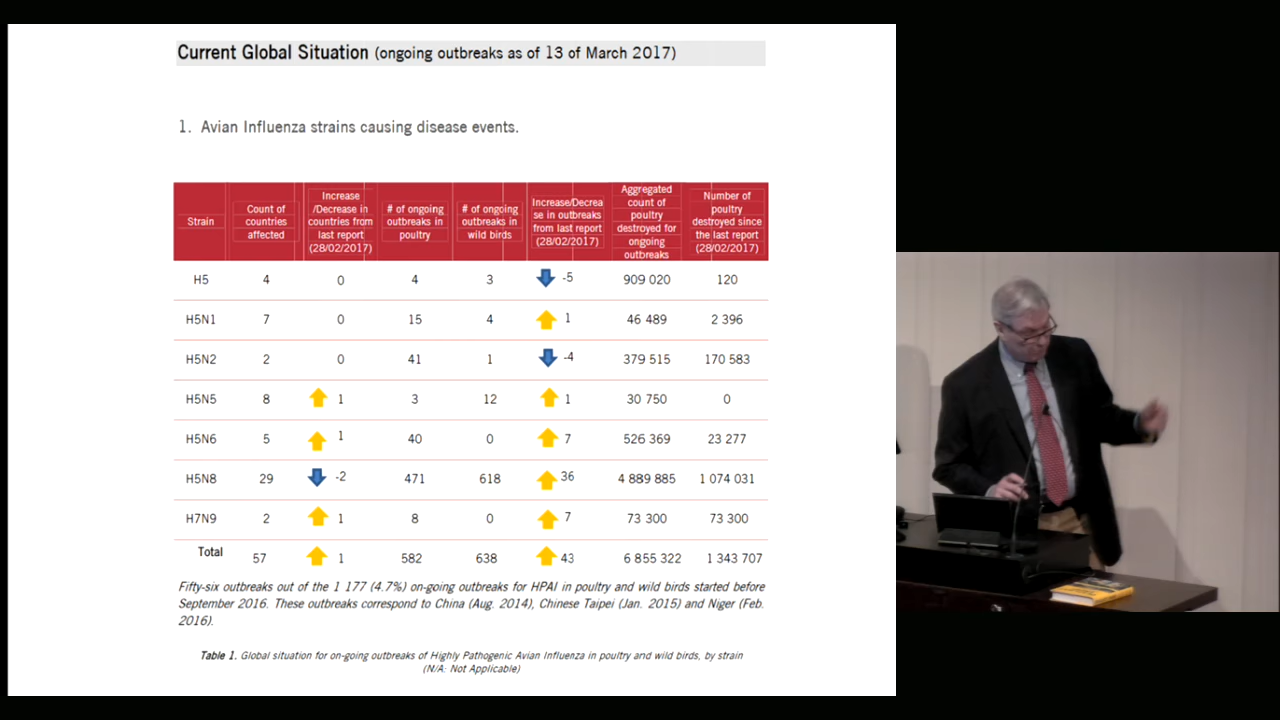 Current Global Situation (ongoing outbreaks as of 13 of March 2017)
1. Avian Influenza strains causing disease events.
Strain
Count of
countries
affected
Increase
/Decrease in
countries from
last report
(28/02/2017)
# of ongoing
outbreaks in
poultry
# of ongoing
outbreaks in
wild birds
Increase/Decrea
se in outbreaks
from last report
(28/02/2017)
Aggregated
count of
poultry
destroyed for
ongoing
outbreaks
Number of
poultry
destroyed since
the last report
(28/02/2017)
H5 4 0 4 3 -5 909 020 120
H5N1 7 0 15 4 1 46 489 2 396
H5N2 2 0 41 1 -4 379 515 170 583
H5N5 8 1 3 12 1 30 750 0
H5N6 5 1 40 0 7 526 369 23 277
H5N8 29 -2 471 618 36 4 889 885 1 074 031
H7N9 2 1 8 0 7 73 300 73 300
Total 57 1 582 638 43 6 855 322 1 343 707
Fifty-six outbreaks out of the 1 177 (4.7%) on-going outbreaks for HPAI in poultry and wild birds started before
September 2016. These outbreaks correspond to China (Aug. 2014), Chinese Taipei (Jan. 2015) and Niger (Feb.
2016).
Table 1. Global situation for on-going outbreaks of Highly Pathogenic Avian Influenza in poultry and wild birds, by strain
(N/A: Not Applicable)